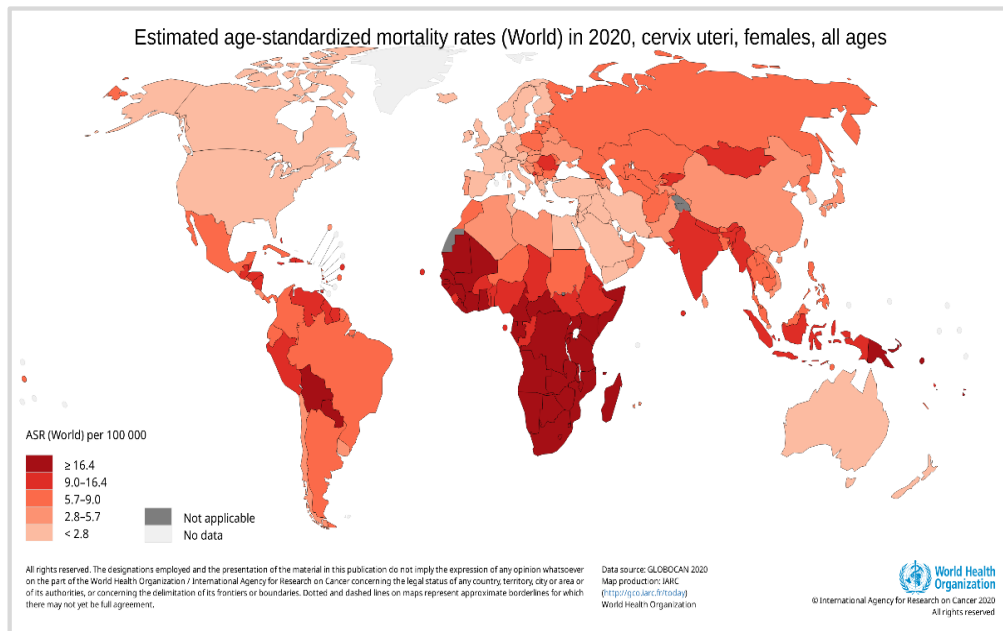 Estimated age-standardized mortality rates (World) in 2020, cervix uteri, females, all ages
ASR (World) per 100 000
≥ 16.4
9.0–16.4
5.7–9.0
2.8–5.7
< 2.8
Not applicable
No data
All rights reserved. The designations employed and the presentation of the material in this publication do not imply the expression of any opinion whatsoever
on the part of the World Health Organization / International Agency for Research on Cancer concerning the legal status of any country, territory, city or area or
of its authorities, or concerning the delimitation of its frontiers or boundaries. Dotted and dashed lines on maps represent approximate borderlines for which
there may not yet be full agreement.
Data source: GLOBOCAN 2020
Map production: IARC
(http://gco.iarc.fr/today)
World Health Organization
World Health
Organization
© International Agency for Research on Cancer 2020
All rights reserved